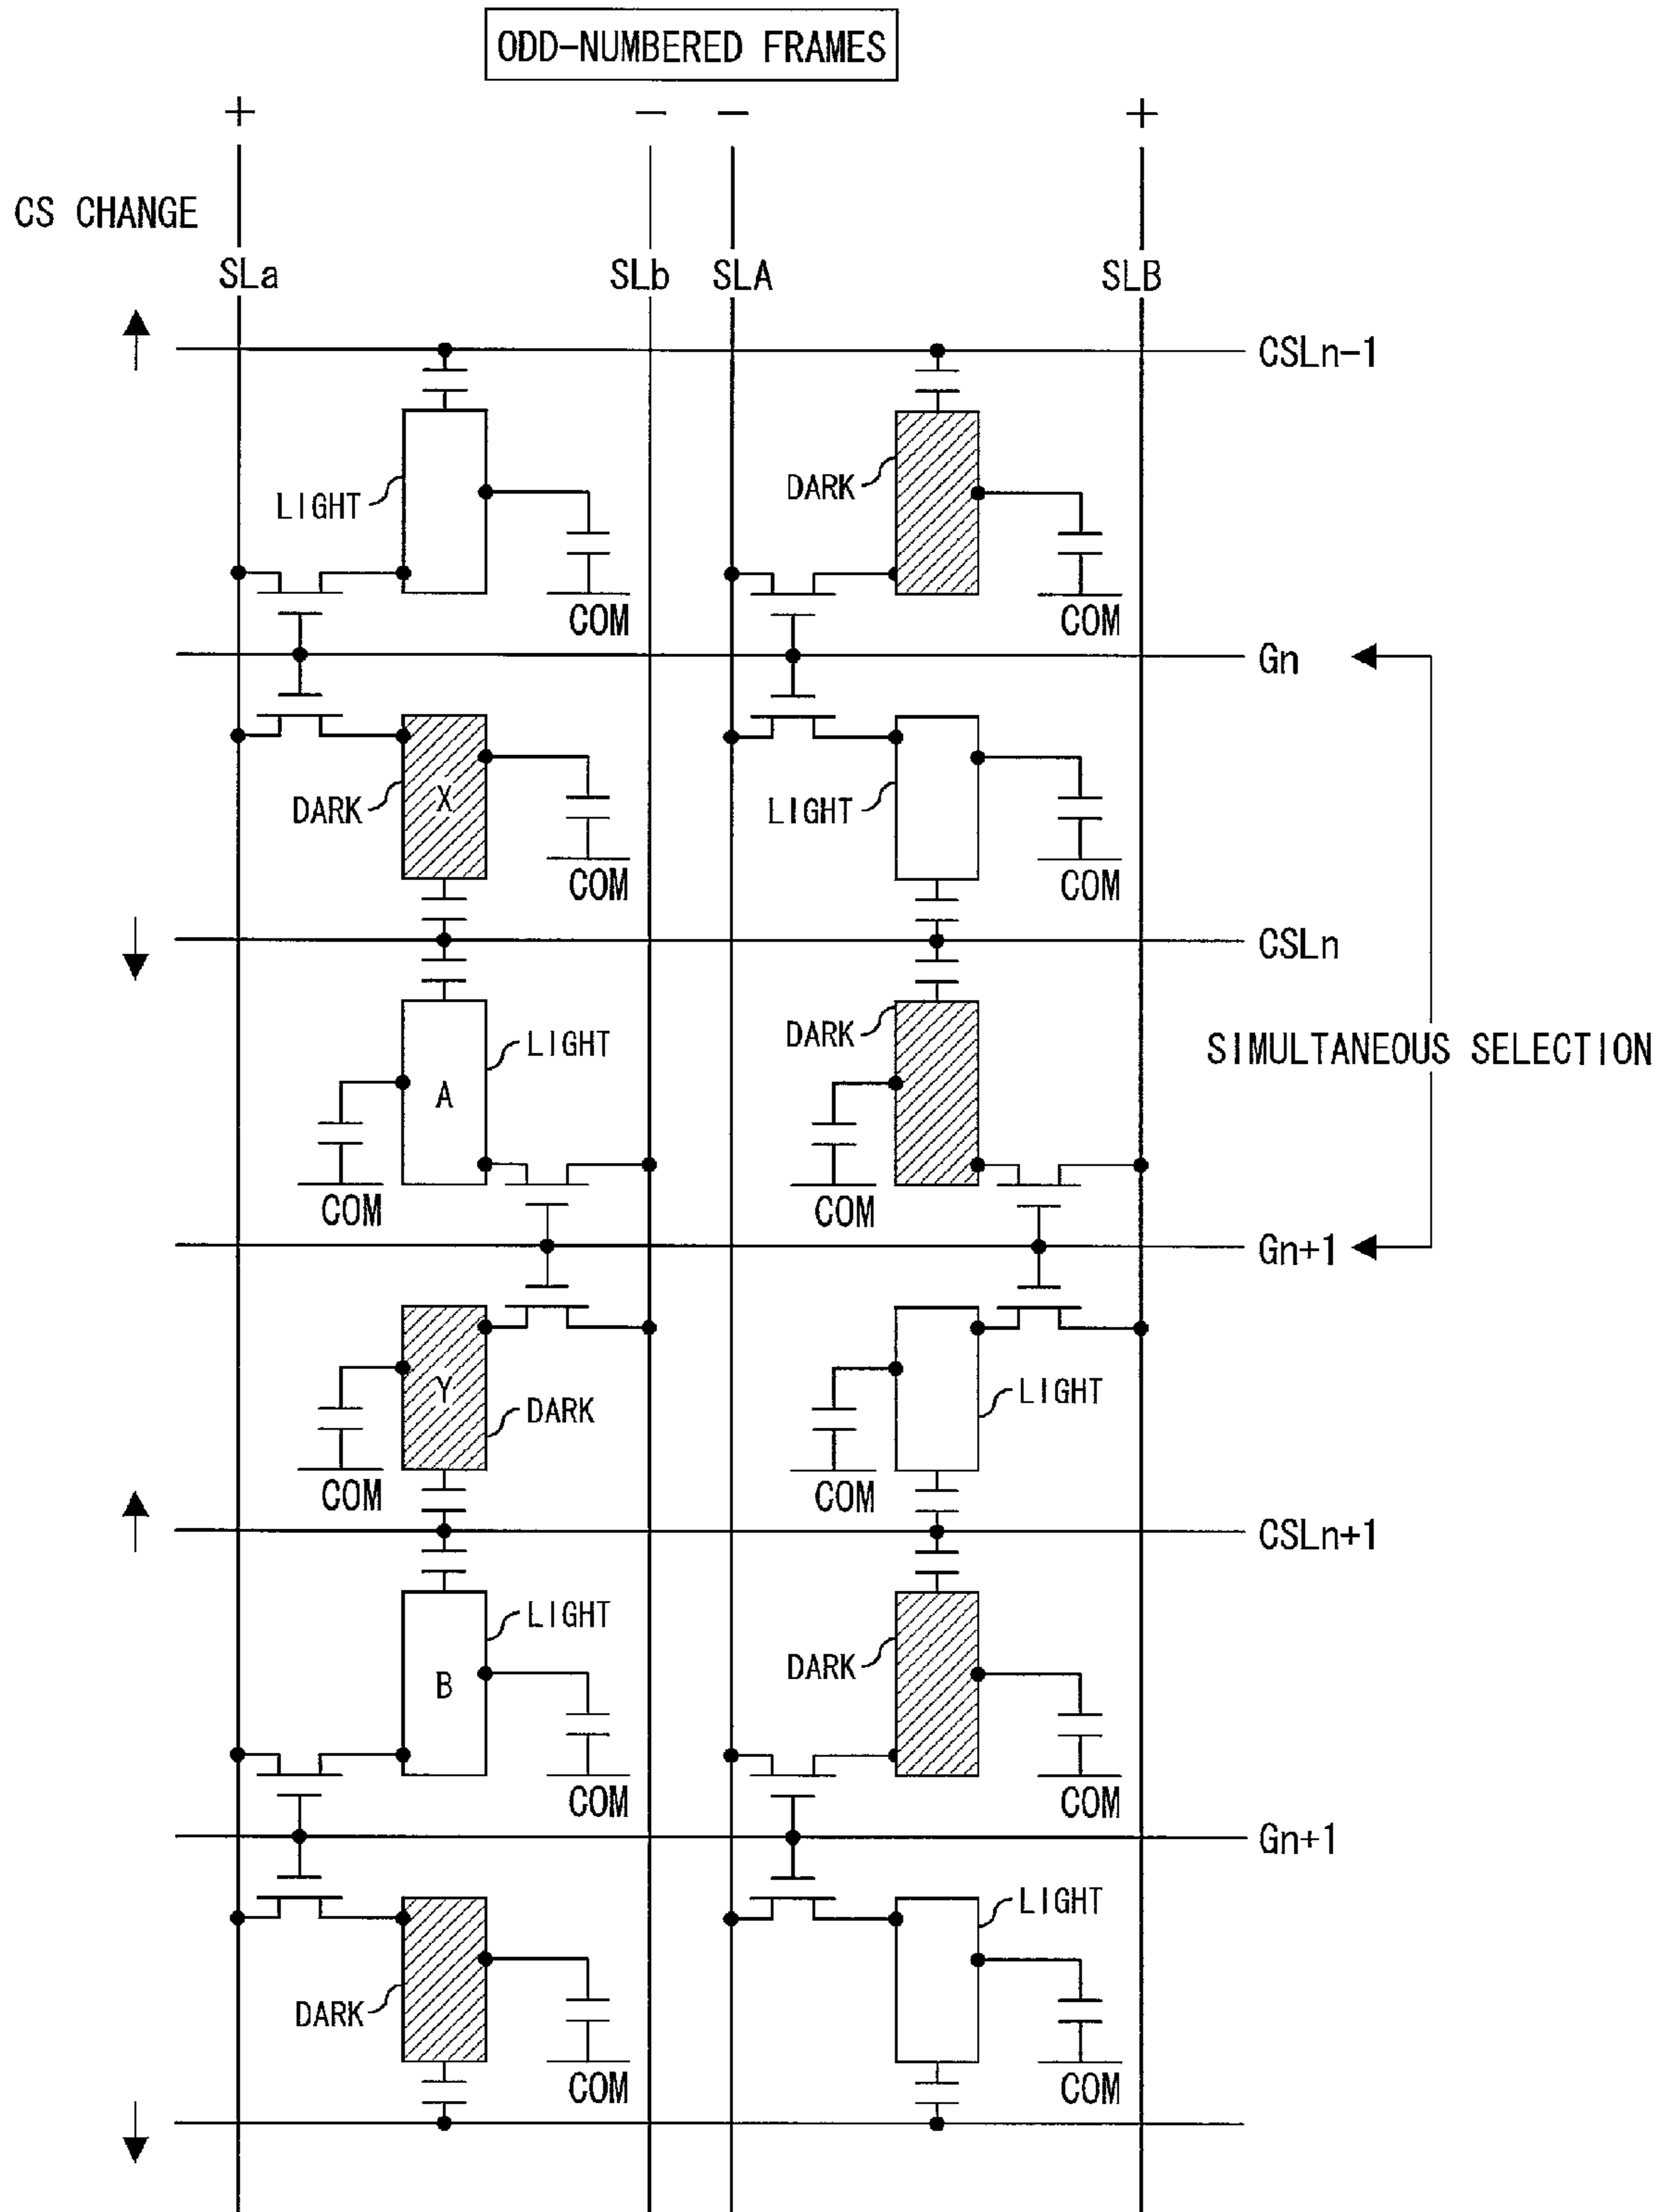 ODD-NUMBERED FRAMES
+ − − +
CS CHANGE
SLa SLb SLA SLB
CSLn-1
LIGHT DARK
COM COM
Gn
DARK X LIGHT
COM COM
CSLn
LIGHT DARK
SIMULTANEOUS SELECTION
A
COM COM
Gn+1
Y DARK LIGHT
COM COM
CSLn+1
LIGHT
B DARK
COM COM
Gn+1
LIGHT
DARK
COM COM